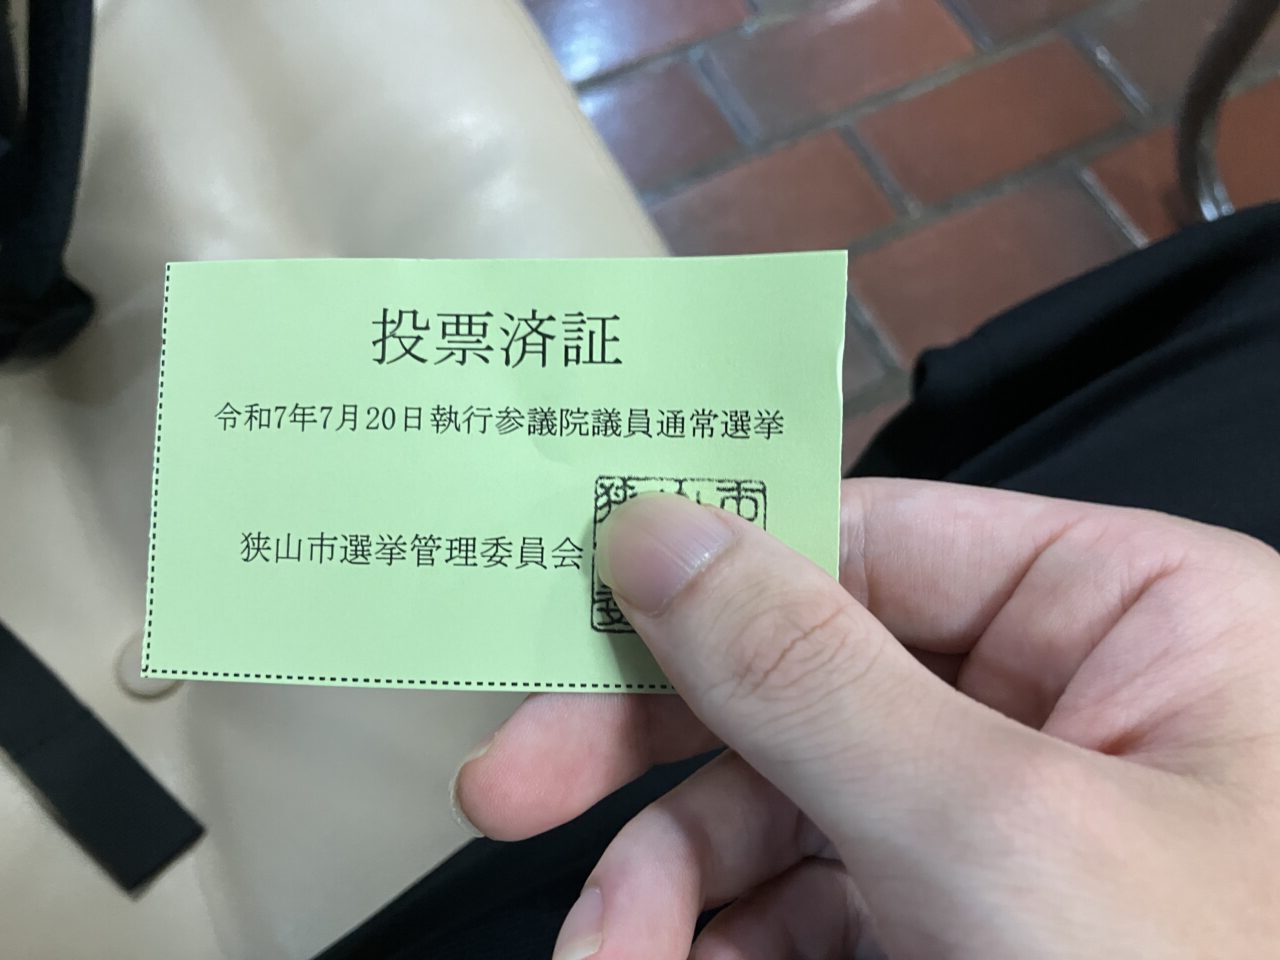 投票済証
令和7年7月20日執行参議院議員通常選挙
狭山市選挙管理委員会